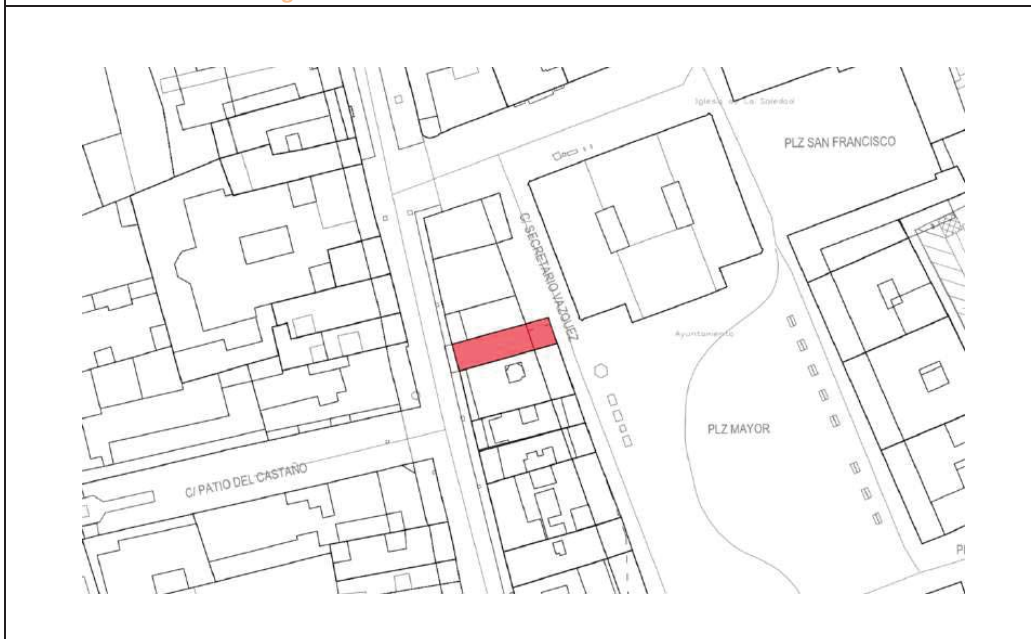 Iglesia de La Soledad
PLZ SAN FRANCISCO
C/ SECRETARIO VAZQUEZ
Ayuntamiento
PLZ MAYOR
C/ PATIO DEL CASTAÑO